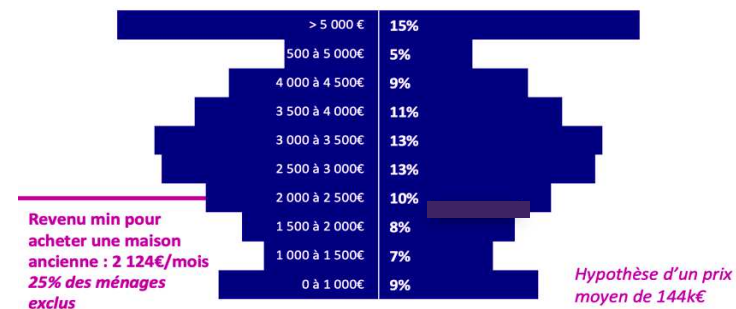 > 5 000 € 15%
500 à 5 000€ 5%
4 000 à 4 500€ 9%
3 500 à 4 000€ 11%
3 000 à 3 500€ 13%
2 500 à 3 000€ 13%
2 000 à 2 500€ 10%
1 500 à 2 000€ 8%
1 000 à 1 500€ 7%
0 à 1 000€ 9%
Revenu min pour
acheter une maison
ancienne : 2 124€/mois
25% des ménages
exclus
Hypothèse d'un prix
moyen de 144k€